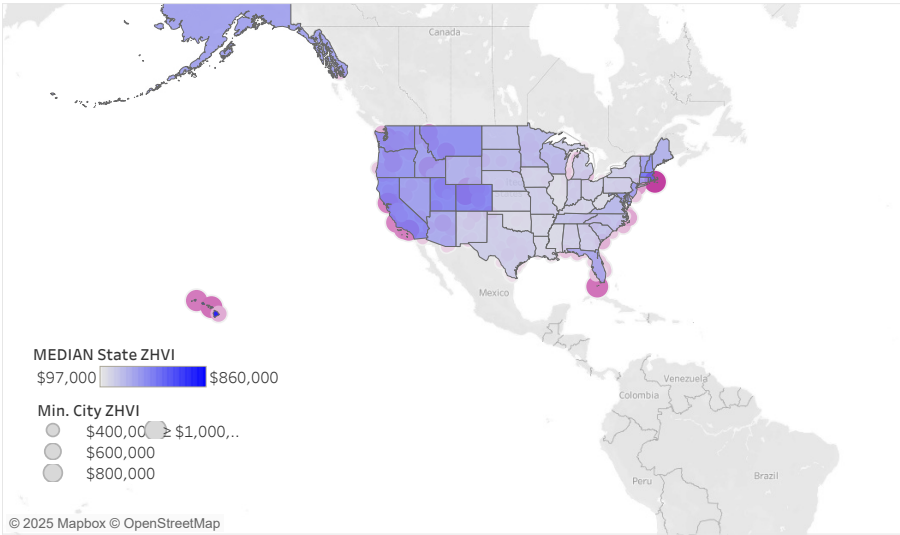 Canada
Mexico
Venezuela
Colombia
Peru
Brazil
MEDIAN State ZHVI
$97,000 $860,000
Min. City ZHVI
$400,00 ≥ $1,000,..
$600,000
$800,000
© 2025 Mapbox © OpenStreetMap